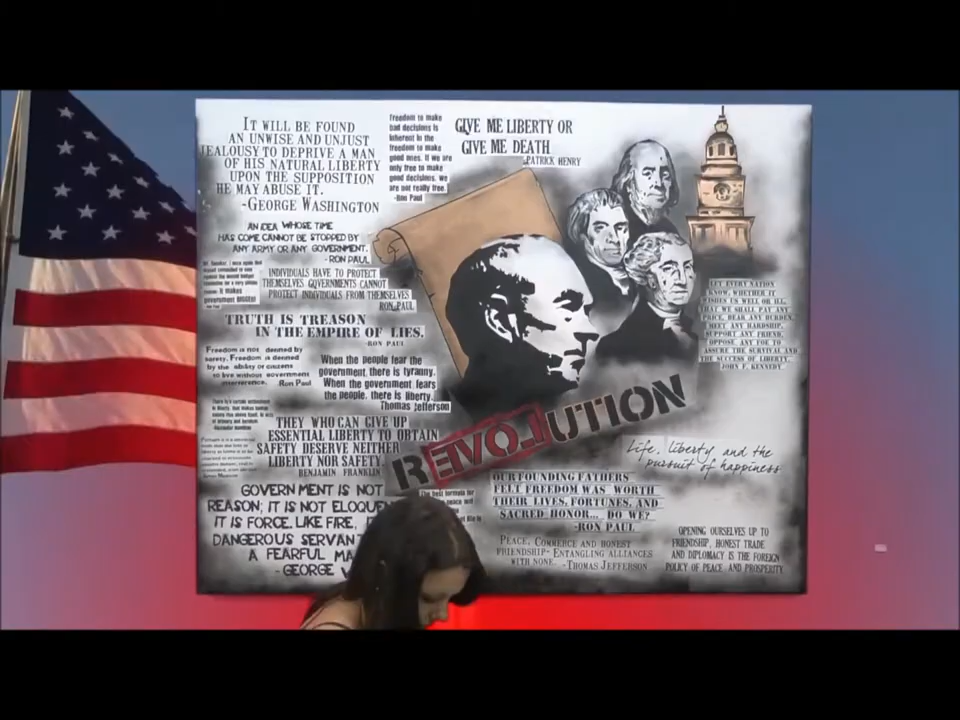 IT WILL BE FOUND
AN UNWISE AND UNJUST
JEALOUSY TO DEPRIVE A MAN
OF HIS NATURAL LIBERTY
UPON THE SUPPOSITION
HE MAY ABUSE IT.
-GEORGE WASHINGTON
freedom to make
bad decisions is
inherent in the
freedom to make
good ones. If we are
only free to make
good decisions, we
are not really free.
-Ron Paul
GIVE ME LIBERTY OR
GIVE ME DEATH
-PATRICK HENRY
AN IDEA WHOSE TIME
HAS COME CANNOT BE STOPPED BY
ANY ARMY OR ANY GOVERNMENT.
-RON PAUL
INDIVIDUALS HAVE TO PROTECT
THEMSELVES GOVERNMENTS CANNOT
PROTECT INDIVIDUALS FROM THEMSELVES
RON PAUL
TRUTH IS TREASON
IN THE EMPIRE OF LIES.
-RON PAUL
Freedom is not defined by
safety. Freedom is defined
by the ability of citizens
to live without government
interference. -Ron Paul
When the people fear the
government, there is tyranny.
When the government fears
the people, there is liberty.
Thomas Jefferson
THEY WHO CAN GIVE UP
ESSENTIAL LIBERTY TO OBTAIN
SAFETY DESERVE NEITHER
LIBERTY NOR SAFETY.
BENJAMIN FRANKLIN
GOVERNMENT IS NOT
REASON; IT IS NOT ELOQUEN
IT IS FORCE. LIKE FIRE,
DANGEROUS SERVAN
A FEARFUL MA
-GEORGE W
LET EVERY NATION
KNOW, WHETHER IT
WISHES US WELL OR ILL,
THAT WE SHALL PAY ANY
PRICE, BEAR ANY BURDEN,
MEET ANY HARDSHIP,
SUPPORT ANY FRIEND,
OPPOSE ANY FOE TO
ASSURE THE SURVIVAL AND
THE SUCCESS OF LIBERTY.
JOHN F. KENNEDY
REVOLUTION
Life, liberty and the
pursuit of happiness
The best formula for
OUR FOUNDING FATHERS
FELT FREEDOM WAS WORTH
THEIR LIVES, FORTUNES, AND
SACRED HONOR... DO WE?
-RON PAUL
PEACE, COMMERCE AND HONEST
FRIENDSHIP- ENTANGLING ALLIANCES
WITH NONE. -THOMAS JEFFERSON
OPENING OURSELVES UP TO
FRIENDSHIP, HONEST TRADE
AND DIPLOMACY IS THE FOREIGN
POLICY OF PEACE AND PROSPERITY